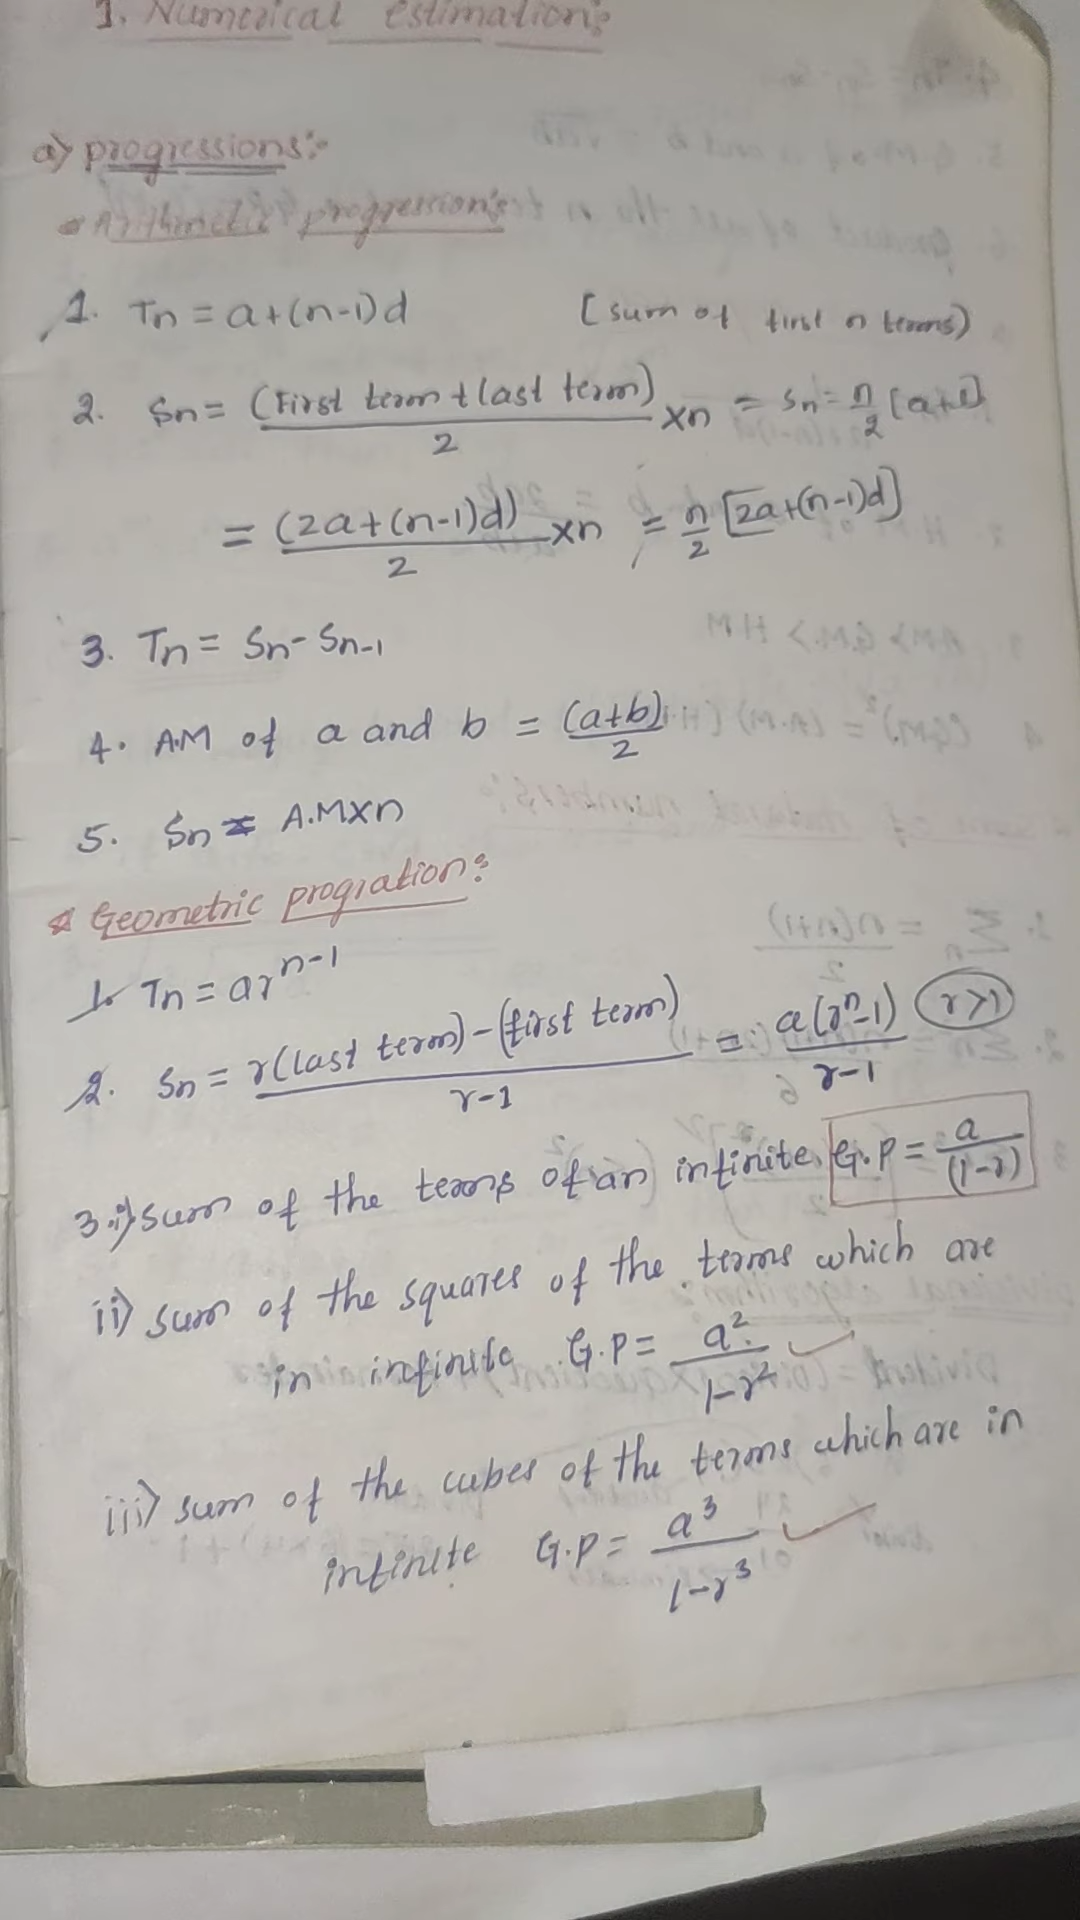 1. Numerical estimation:
a) progressions:-
* Arithmetic progression's
1. Tn = a+(n-1)d [sum of first n terms)
2. Sn = (First term + last term)/2 xn = Sn = n/2 [a+l]
= (2a+(n-1)d)/2 xn = n/2 [2a+(n-1)d]
3. Tn = Sn - Sn-1
4. A.M of a and b = (a+b)/2
5. Sn = A.M x n
* Geometric progration:
1. Tn = ar^n-1
2. Sn = r(last term)-(first term)/r-1 = a(r^n-1)/r-1 (r>1)
3.i) sum of the terms of an infinite G.P = a/(1-r)
ii) sum of the squares of the terms which are
in infinite G.P = a²/1-r²
iii) sum of the cubes of the terms which are in
infinite G.P = a³/1-r³